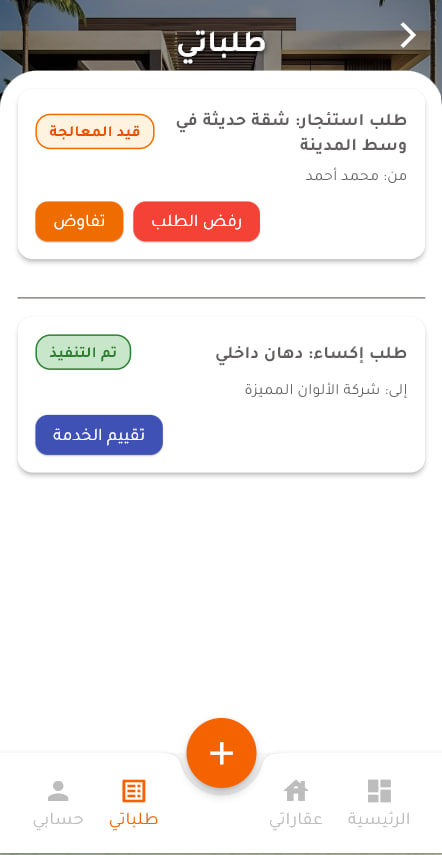 طلباتي
طلب استئجار: شقة حديثة في
وسط المدينة
قيد المعالجة
من: محمد أحمد
رفض الطلب
تفاوض
طلب إكساء: دهان داخلي
تم التنفيذ
إلى: شركة الألوان المميزة
تقييم الخدمة
الرئيسية
عقاراتي
طلباتي
حسابي